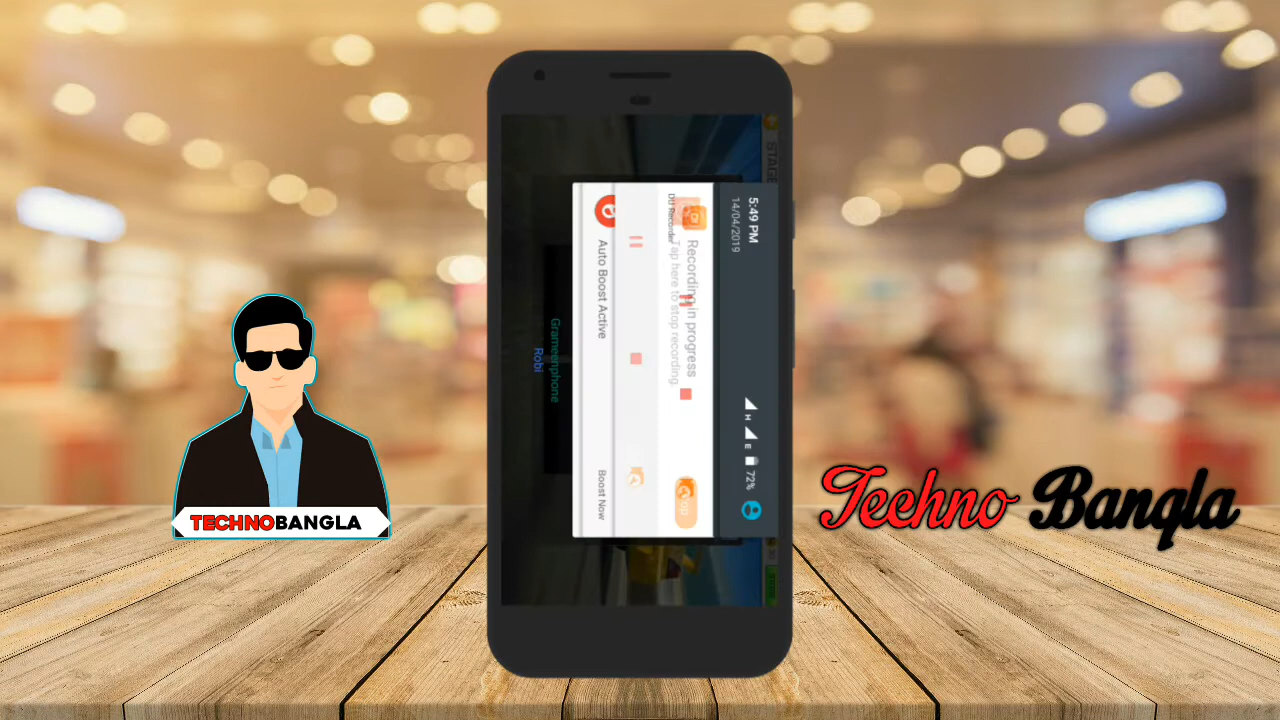 5:49 PM
14/04/2019
H
E
72%
DU Recorder
Recording in progress
Tap here to stop recording.
Auto Boost Active
Boost Now
Grameenphone
Robi
TECHNOBANGLA
Techno Bangla